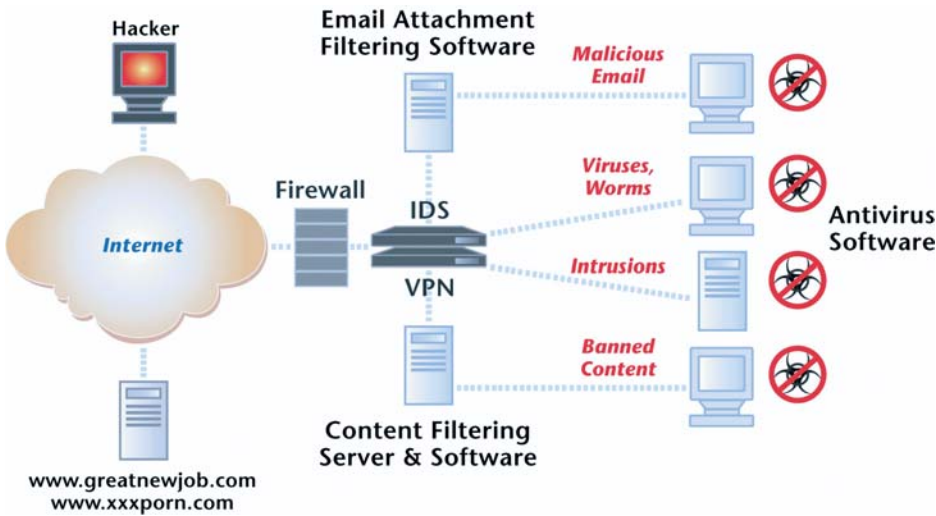 Hacker
Email Attachment
Filtering Software
Malicious
Email
Firewall
IDS
Viruses,
Worms
Antivirus
Software
Internet
VPN
Intrusions
Banned
Content
Content Filtering
Server & Software
www.greatnewjob.com
www.xxxporn.com